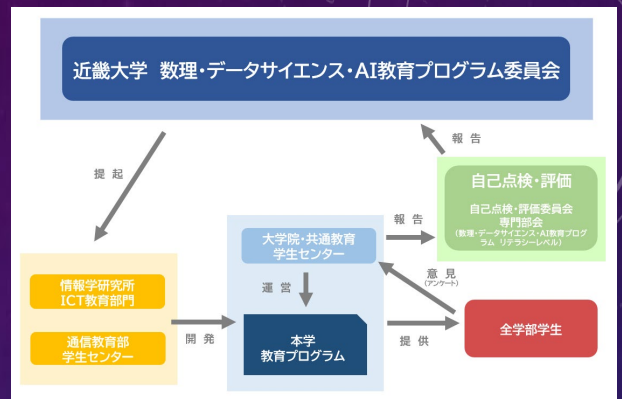 近畿大学 数理・データサイエンス・AI教育プログラム委員会
報告
提起
自己点検・評価
自己点検・評価委員会
専門部会
(数理・データサイエンス・AI教育プログ
ラム リテラシーレベル)
大学院・共通教育
学生センター
報告
情報学研究所
ICT教育部門
運営
意見
(アンケート)
通信教育部
学生センター
開発
本学
教育プログラム
提供
全学部学生